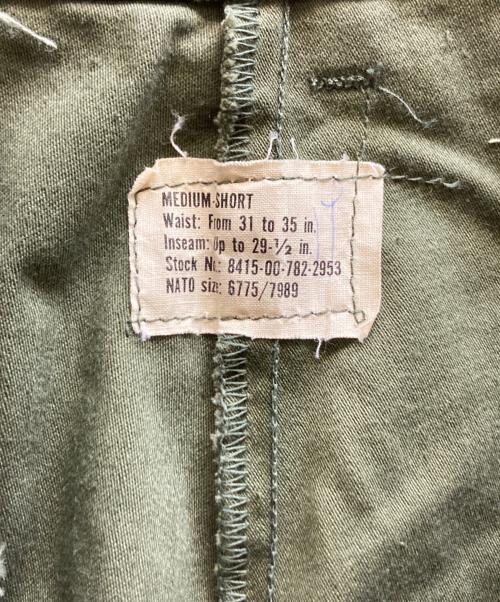 MEDIUM-SHORT
Waist: From 31 to 35 in.
Inseam: Up to 29-1/2 in.
Stock Nr.: 8415-00-782-2953
NATO size: 6775/7989